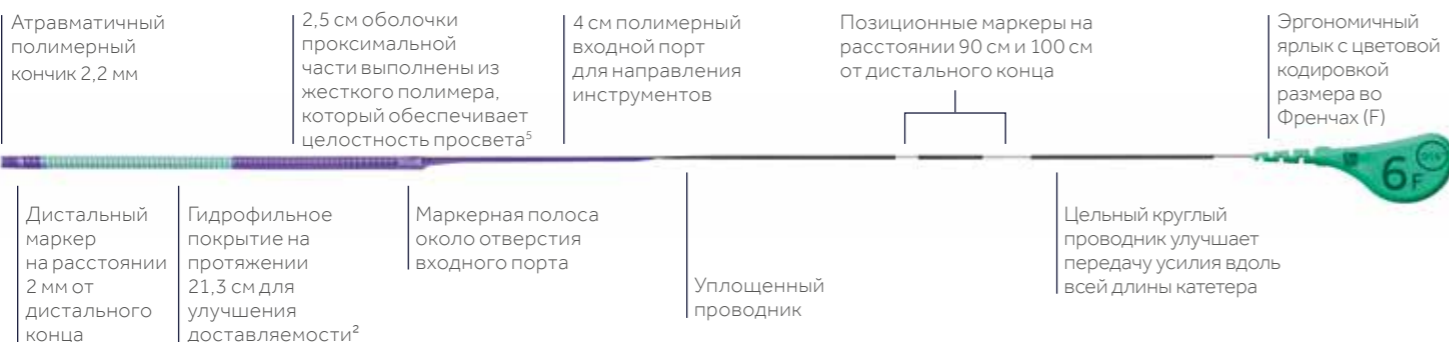 Атравматичный
полимерный
кончик 2,2 мм
2,5 см оболочки
проксимальной
части выполнены из
жесткого полимера,
который обеспечивает
целостность просвета⁵
4 см полимерный
входной порт
для направления
инструментов
Позиционные маркеры на
расстоянии 90 см и 100 см
от дистального конца
Эргономичный
ярлык с цветовой
кодировкой
размера во
Френчах (F)
6F
Дистальный
маркер
на расстоянии
2 мм от
дистального
конца
Гидрофильное
покрытие на
протяжении
21,3 см для
улучшения
доставляемости²
Маркерная полоса
около отверстия
входного порта
Уплощенный
проводник
Цельный круглый
проводник улучшает
передачу усилия вдоль
всей длины катетера